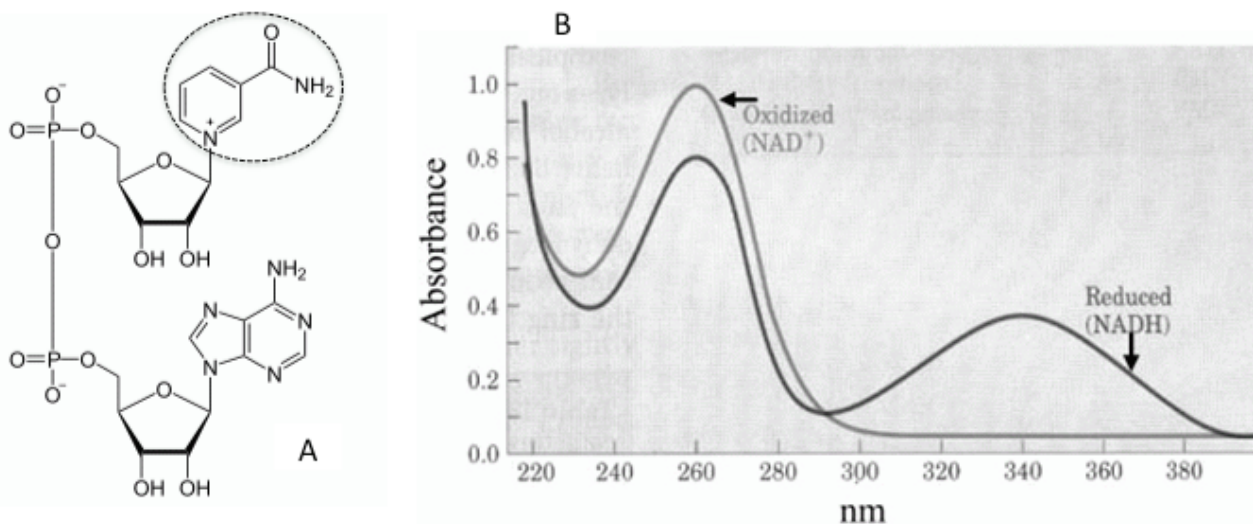 A
O
NH₂
O⁻
O=P
O
N⁺
O
O
OH OH
NH₂
N
N
O=P
O
O⁻
N
N
O
OH OH
B
Absorbance
1.0
0.8
0.6
0.4
0.2
0.0
Oxidized
(NAD⁺)
Reduced
(NADH)
220 240 260 280 300 320 340 360 380
nm